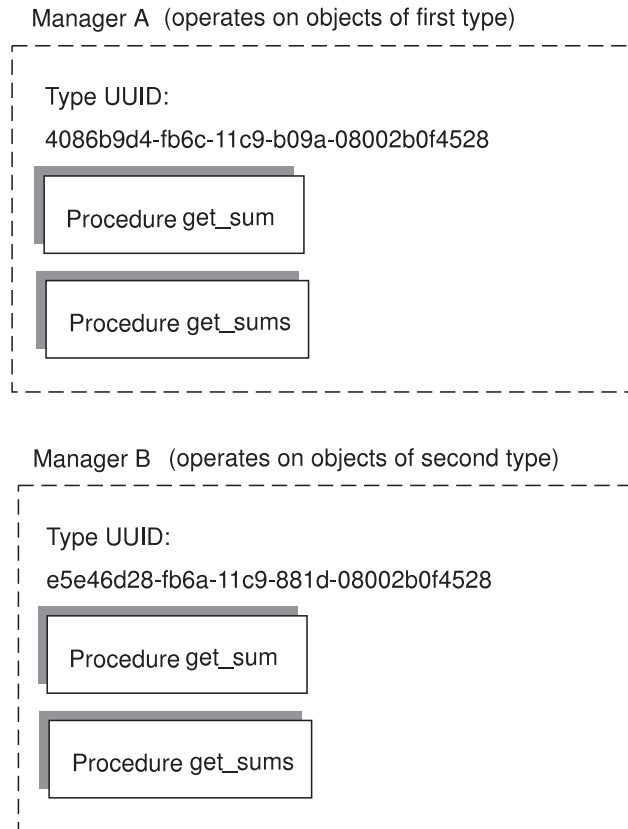 Manager A (operates on objects of first type)
Type UUID:
4086b9d4-fb6c-11c9-b09a-08002b0f4528
Procedure get_sum
Procedure get_sums
Manager B (operates on objects of second type)
Type UUID:
e5e46d28-fb6a-11c9-881d-08002b0f4528
Procedure get_sum
Procedure get_sums